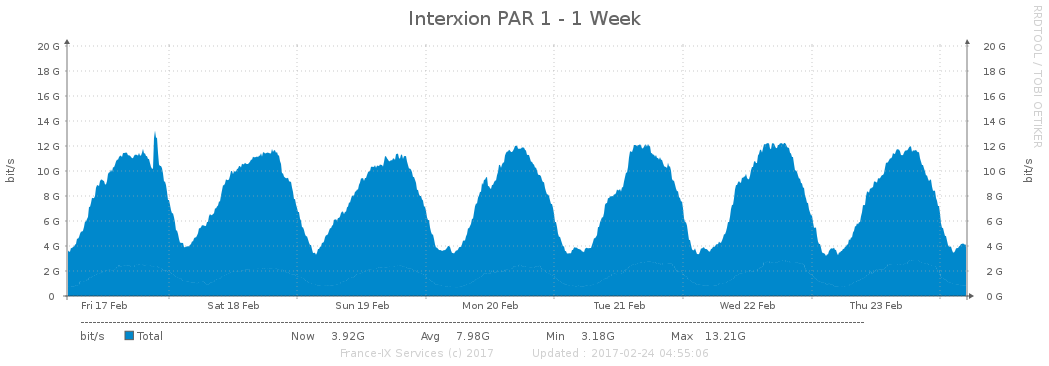 Interxion PAR 1 - 1 Week
RRDTOOL / TOBI OETIKER
bit/s
20 G 20 G
18 G 18 G
16 G 16 G
14 G 14 G
12 G 12 G
10 G 10 G
8 G 8 G
6 G 6 G
4 G 4 G
2 G 2 G
0 0 G
bit/s
Fri 17 Feb Sat 18 Feb Sun 19 Feb Mon 20 Feb Tue 21 Feb Wed 22 Feb Thu 23 Feb
bit/s Total Now 3.92G Avg 7.98G Min 3.18G Max 13.21G
France-IX Services (c) 2017 Updated : 2017-02-24 04:55:06